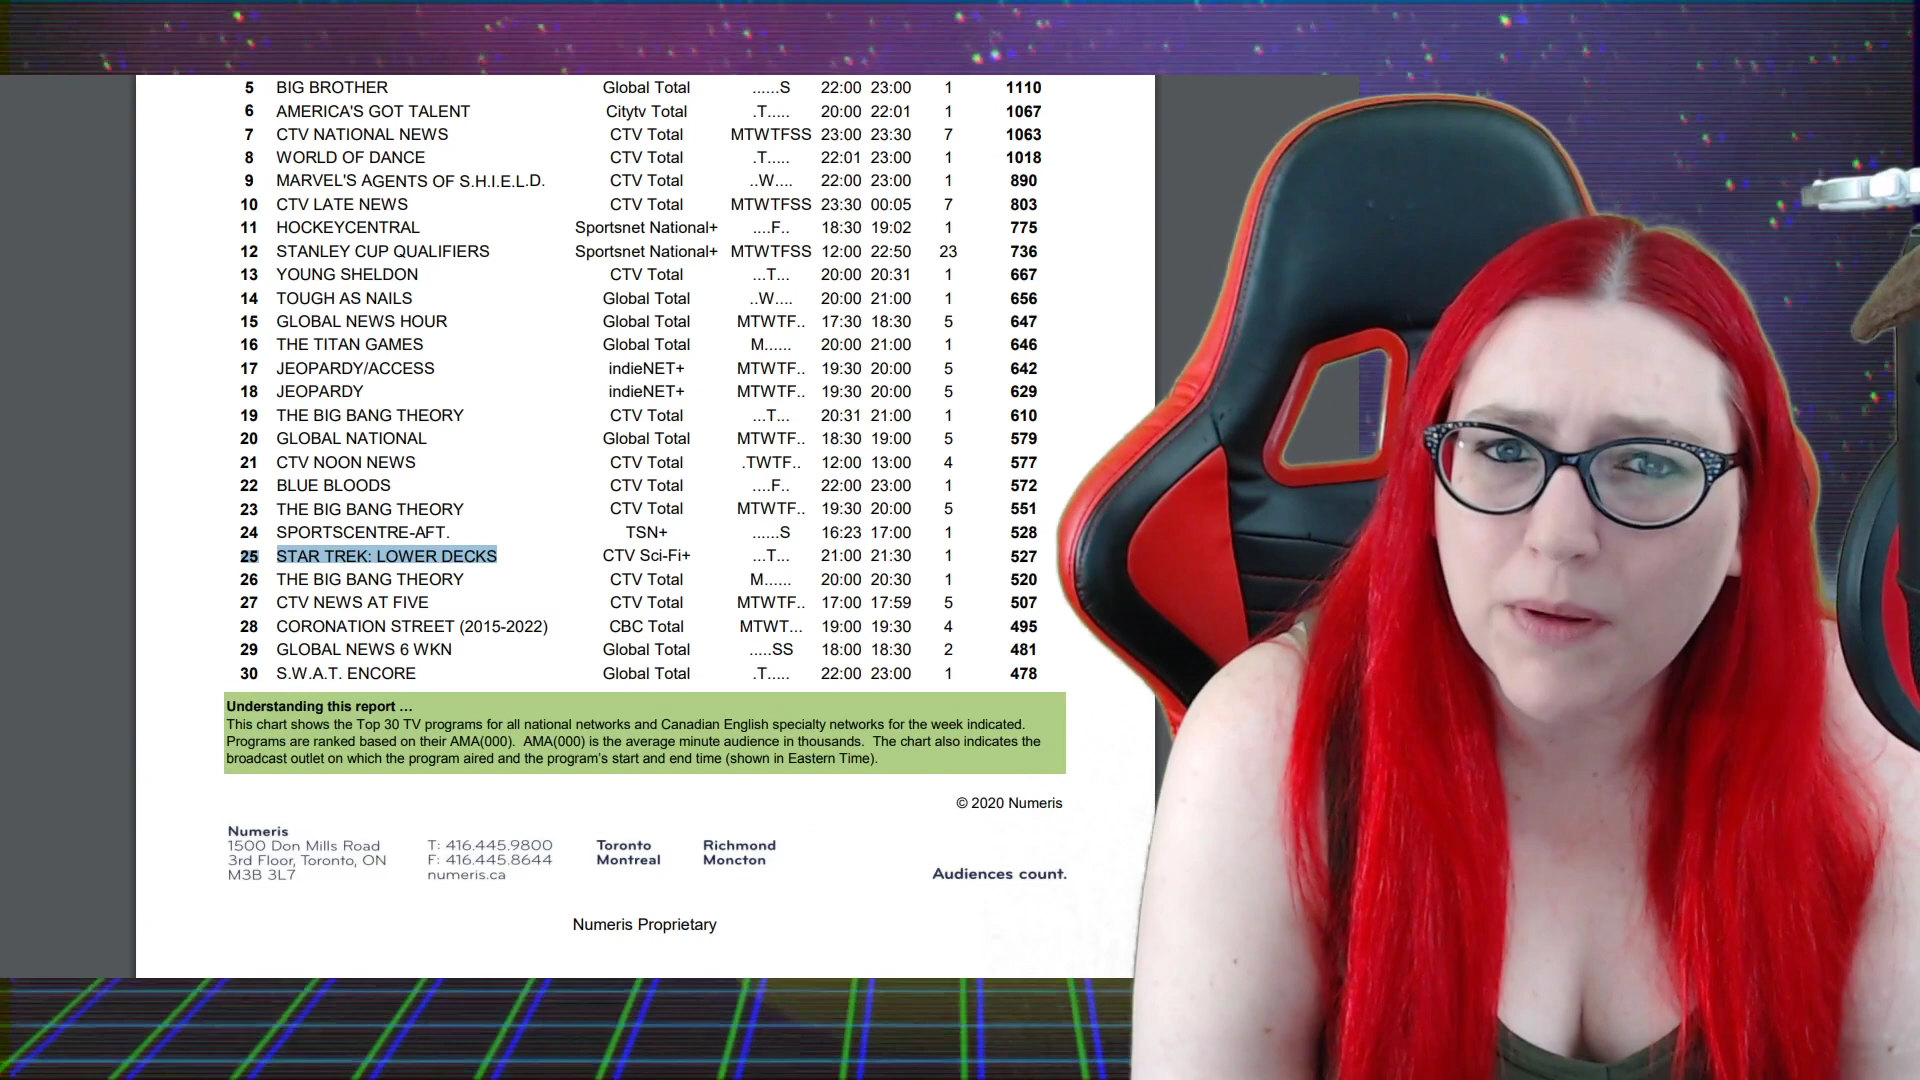 5 BIG BROTHER Global Total ......S 22:00 23:00 1 1110
6 AMERICA'S GOT TALENT Citytv Total .T..... 20:00 22:01 1 1067
7 CTV NATIONAL NEWS CTV Total MTWTFSS 23:00 23:30 7 1063
8 WORLD OF DANCE CTV Total .T..... 22:01 23:00 1 1018
9 MARVEL'S AGENTS OF S.H.I.E.L.D. CTV Total ..W.... 22:00 23:00 1 890
10 CTV LATE NEWS CTV Total MTWTFSS 23:30 00:05 7 803
11 HOCKEYCENTRAL Sportsnet National+ ....F.. 18:30 19:02 1 775
12 STANLEY CUP QUALIFIERS Sportsnet National+ MTWTFSS 12:00 22:50 23 736
13 YOUNG SHELDON CTV Total ...T... 20:00 20:31 1 667
14 TOUGH AS NAILS Global Total ..W.... 20:00 21:00 1 656
15 GLOBAL NEWS HOUR Global Total MTWTF.. 17:30 18:30 5 647
16 THE TITAN GAMES Global Total M...... 20:00 21:00 1 646
17 JEOPARDY/ACCESS indieNET+ MTWTF.. 19:30 20:00 5 642
18 JEOPARDY indieNET+ MTWTF.. 19:30 20:00 5 629
19 THE BIG BANG THEORY CTV Total ...T... 20:31 21:00 1 610
20 GLOBAL NATIONAL Global Total MTWTF.. 18:30 19:00 5 579
21 CTV NOON NEWS CTV Total .TWTF.. 12:00 13:00 4 577
22 BLUE BLOODS CTV Total ....F.. 22:00 23:00 1 572
23 THE BIG BANG THEORY CTV Total MTWTF.. 19:30 20:00 5 551
24 SPORTSCENTRE-AFT. TSN+ ......S 16:23 17:00 1 528
25 STAR TREK: LOWER DECKS CTV Sci-Fi+ ...T... 21:00 21:30 1 527
26 THE BIG BANG THEORY CTV Total M...... 20:00 20:30 1 520
27 CTV NEWS AT FIVE CTV Total MTWTF.. 17:00 17:59 5 507
28 CORONATION STREET (2015-2022) CBC Total MTWT... 19:00 19:30 4 495
29 GLOBAL NEWS 6 WKN Global Total .....SS 18:00 18:30 2 481
30 S.W.A.T. ENCORE Global Total .T..... 22:00 23:00 1 478
Understanding this report ...
This chart shows the Top 30 TV programs for all national networks and Canadian English specialty networks for the week indicated.
Programs are ranked based on their AMA(000). AMA(000) is the average minute audience in thousands. The chart also indicates the
broadcast outlet on which the program aired and the program's start and end time (shown in Eastern Time).
© 2020 Numeris
Numeris
1500 Don Mills Road T: 416.445.9800 Toronto Richmond
3rd Floor, Toronto, ON F: 416.445.8644 Montreal Moncton
M3B 3L7 numeris.ca Audiences count.
Numeris Proprietary